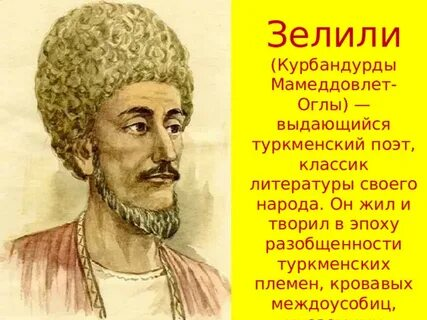 Зелили
(Курбандурды
Мамеддовлет-
Оглы) —
выдающийся
туркменский поэт,
классик
литературы своего
народа. Он жил и
творил в эпоху
разобщенности
туркменских
племен, кровавых
междоусобиц,